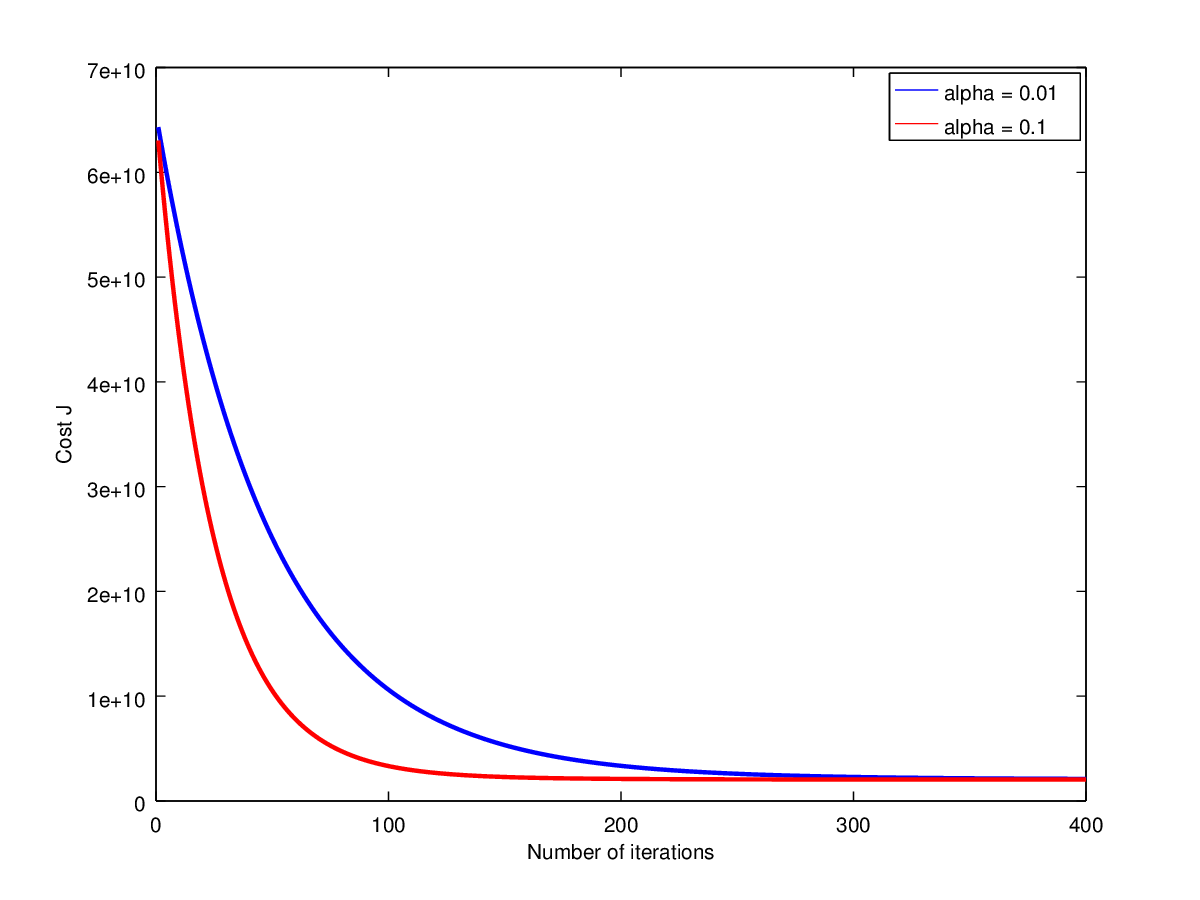 7e+10
6e+10
5e+10
4e+10
3e+10
2e+10
1e+10
0
Cost J
alpha = 0.01
alpha = 0.1
0 100 200 300 400
Number of iterations